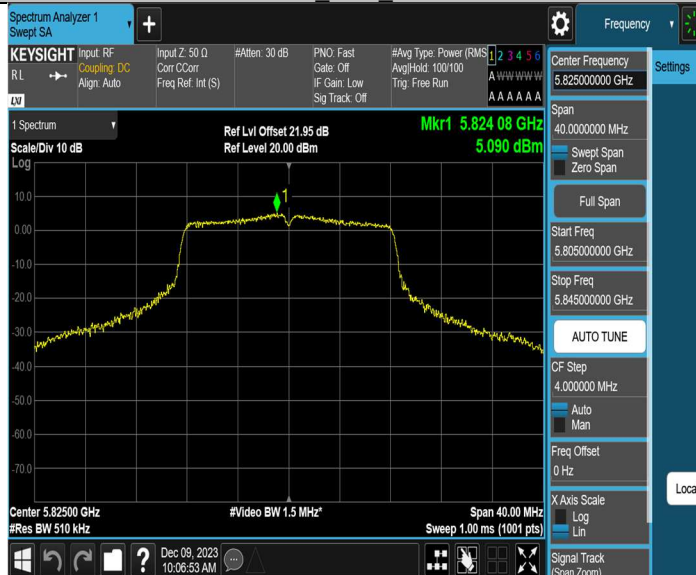 Spectrum Analyzer 1
Swept SA
Frequency
KEYSIGHT
RL
LXI
Input: RF
Coupling: DC
Align: Auto
Input Z: 50 Ω
Corr CCorr
Freq Ref: Int (S)
#Atten: 30 dB
PNO: Fast
Gate: Off
IF Gain: Low
Sig Track: Off
#Avg Type: Power (RMS
Avg|Hold: 100/100
Trig: Free Run
1 2 3 4 5 6
A W W W W W
A A A A A A
1 Spectrum
Scale/Div 10 dB
Log
Ref Lvl Offset 21.95 dB
Ref Level 20.00 dBm
Mkr1 5.824 08 GHz
5.090 dBm
1
10.0
0.00
-10.0
-20.0
-30.0
-40.0
-50.0
-60.0
-70.0
Center 5.82500 GHz
#Res BW 510 kHz
#Video BW 1.5 MHz*
Span 40.00 MHz
Sweep 1.00 ms (1001 pts)
?
Dec 09, 2023
10:06:53 AM
Center Frequency
5.825000000 GHz
Span
40.0000000 MHz
Swept Span
Zero Span
Full Span
Start Freq
5.805000000 GHz
Stop Freq
5.845000000 GHz
AUTO TUNE
CF Step
4.000000 MHz
Auto
Man
Freq Offset
0 Hz
X Axis Scale
Log
Lin
Signal Track
(Span Zoom)
Settings
Loca